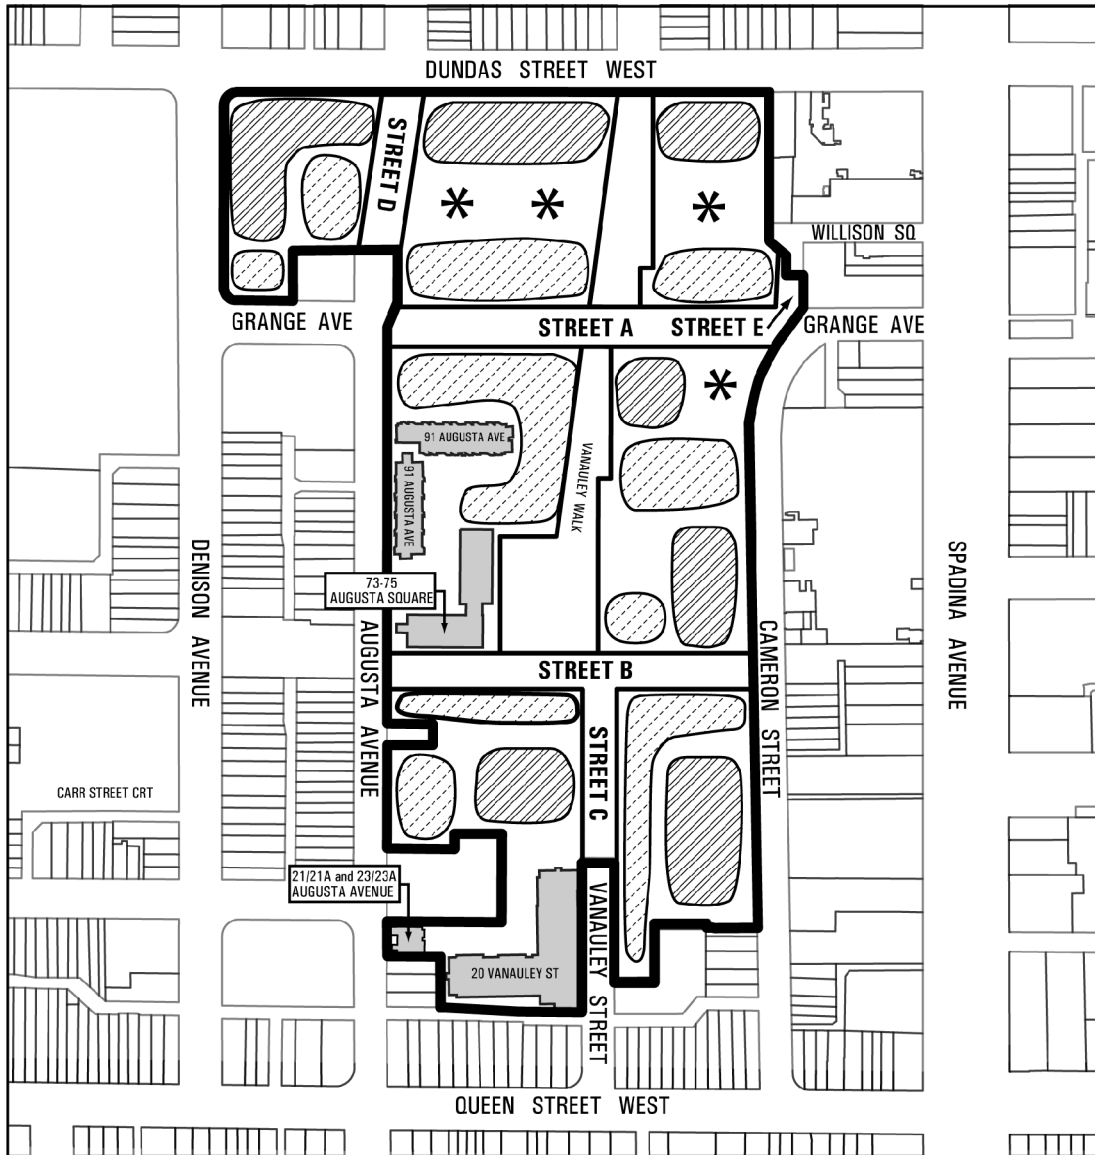 DUNDAS STREET WEST
STREET D
* * *
WILLISON SQ
GRANGE AVE
STREET A
STREET E
GRANGE AVE
*
91 AUGUSTA AVE
91 AUGUSTA AVE
VANAULEY WALK
73-75
AUGUSTA SQUARE
DENISON AVENUE
AUGUSTA AVENUE
STREET B
CAMERON STREET
SPADINA AVENUE
STREET C
CARR STREET CRT
21/21A and 23/23A
AUGUSTA AVENUE
20 VANAULEY ST
VANAULEY STREET
QUEEN STREET WEST